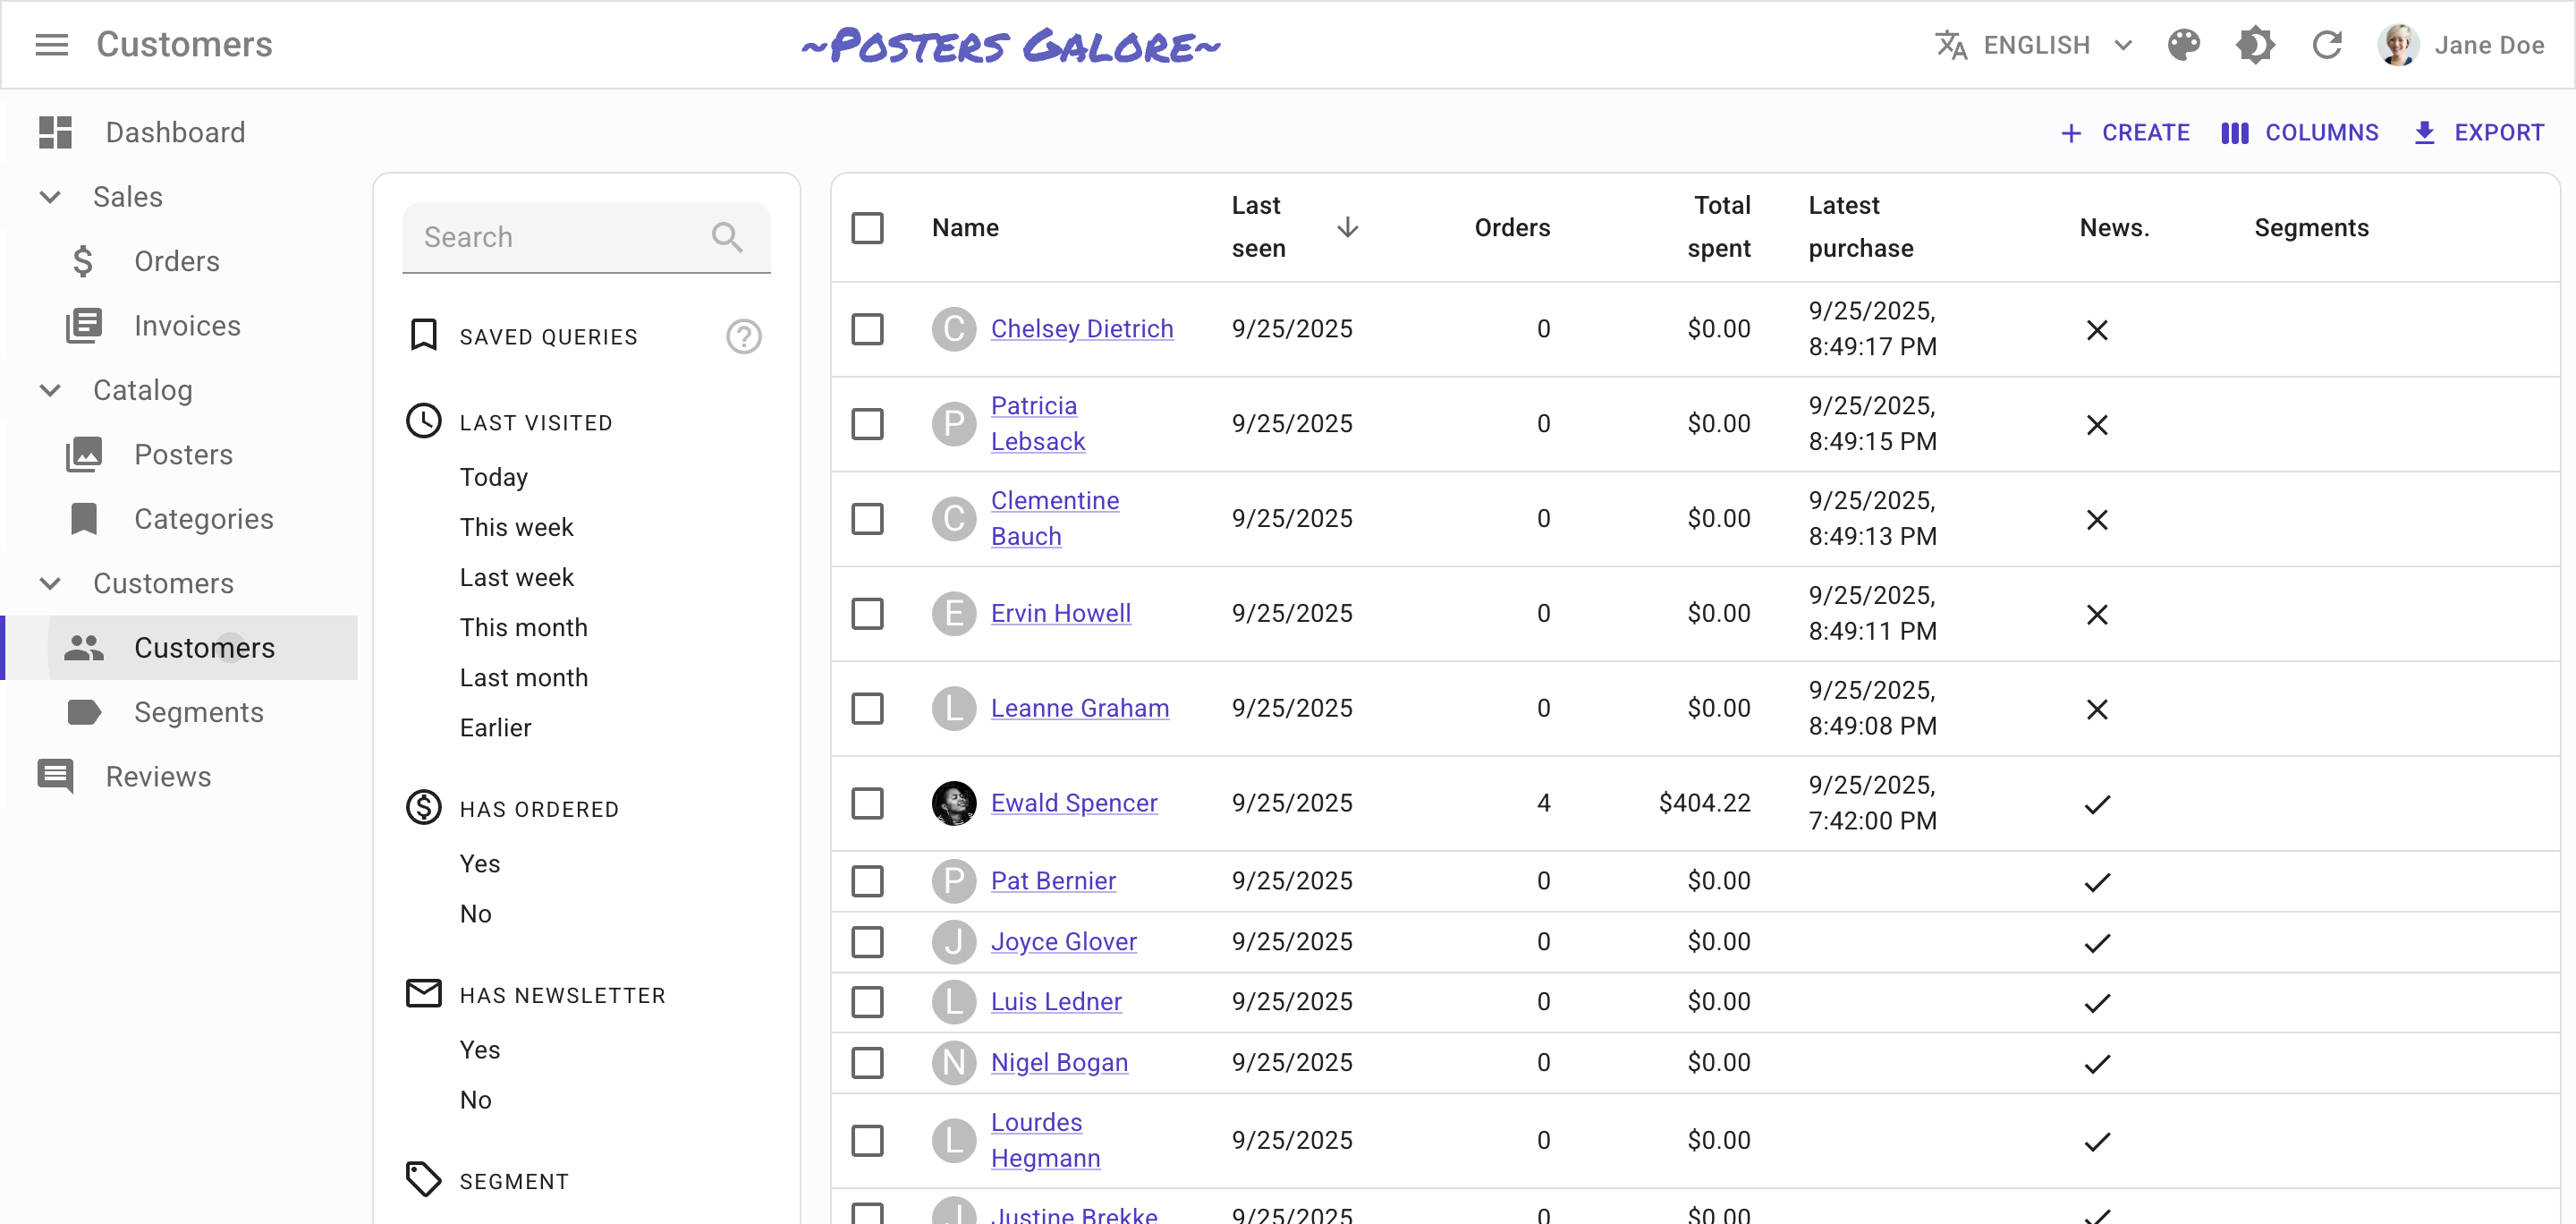 Customers
~Posters Galore~
ENGLISH
Jane Doe
Dashboard
Sales
Orders
Invoices
Catalog
Posters
Categories
Customers
Customers
Segments
Reviews
CREATE
COLUMNS
EXPORT
Search
SAVED QUERIES
?
LAST VISITED
Today
This week
Last week
This month
Last month
Earlier
HAS ORDERED
Yes
No
HAS NEWSLETTER
Yes
No
SEGMENT
Name
Last
seen
Orders
Total
spent
Latest
purchase
News.
Segments
C
Chelsey Dietrich
9/25/2025
0
$0.00
9/25/2025,
8:49:17 PM
P
Patricia
Lebsack
9/25/2025
0
$0.00
9/25/2025,
8:49:15 PM
C
Clementine
Bauch
9/25/2025
0
$0.00
9/25/2025,
8:49:13 PM
E
Ervin Howell
9/25/2025
0
$0.00
9/25/2025,
8:49:11 PM
L
Leanne Graham
9/25/2025
0
$0.00
9/25/2025,
8:49:08 PM
Ewald Spencer
9/25/2025
4
$404.22
9/25/2025,
7:42:00 PM
P
Pat Bernier
9/25/2025
0
$0.00
J
Joyce Glover
9/25/2025
0
$0.00
L
Luis Ledner
9/25/2025
0
$0.00
N
Nigel Bogan
9/25/2025
0
$0.00
L
Lourdes
Hegmann
9/25/2025
0
$0.00
J
Justine Brekke
9/25/2025
0
$0.00